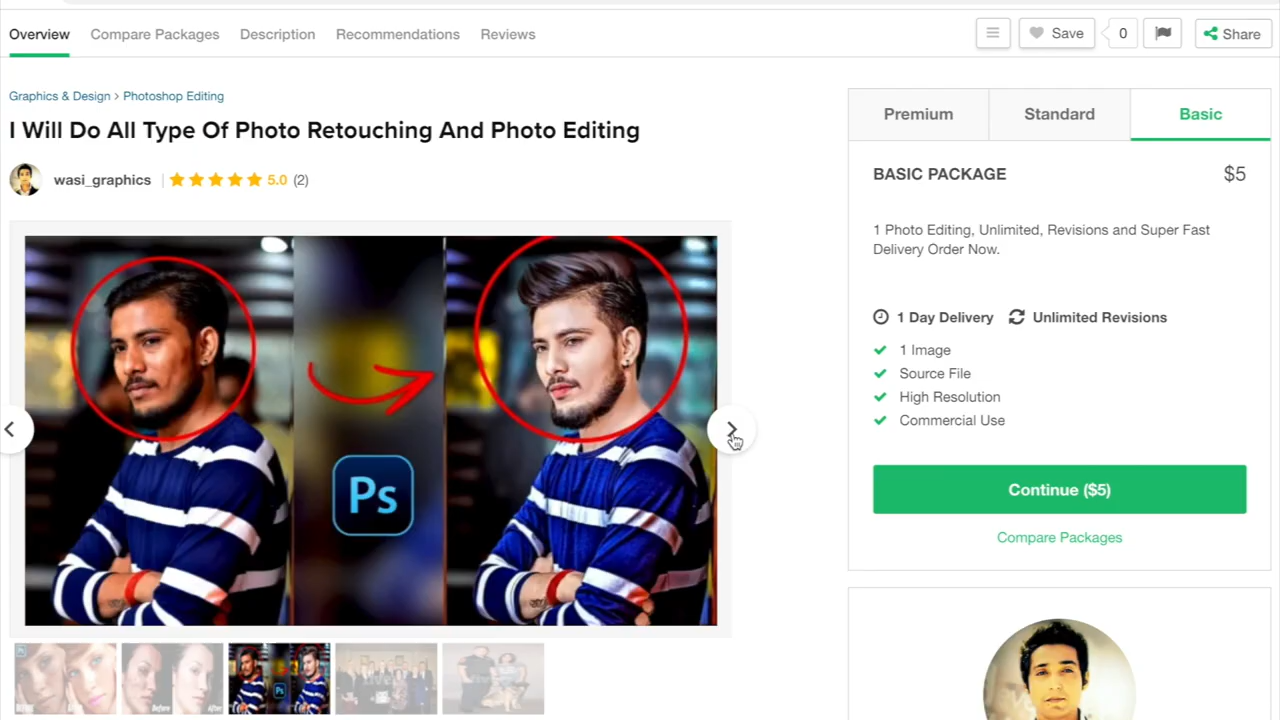 Overview Compare Packages Description Recommendations Reviews
Save 0 Share
Graphics & Design > Photoshop Editing
I Will Do All Type Of Photo Retouching And Photo Editing
wasi_graphics | 5.0 (2)
Ps
Before After
Ps
Premium Standard Basic
BASIC PACKAGE $5
1 Photo Editing, Unlimited, Revisions and Super Fast
Delivery Order Now.
1 Day Delivery Unlimited Revisions
1 Image
Source File
High Resolution
Commercial Use
Continue ($5)
Compare Packages